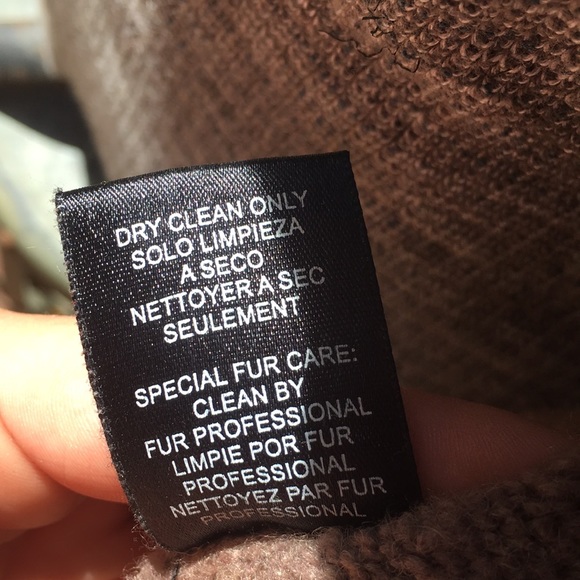 DRY CLEAN ONLY
SOLO LIMPIEZA
A SECO
NETTOYER A SEC
SEULEMENT
SPECIAL FUR CARE:
CLEAN BY
FUR PROFESSIONAL
LIMPIE POR FUR
PROFESSIONAL
NETTOYEZ PAR FUR
PROFESSIONAL